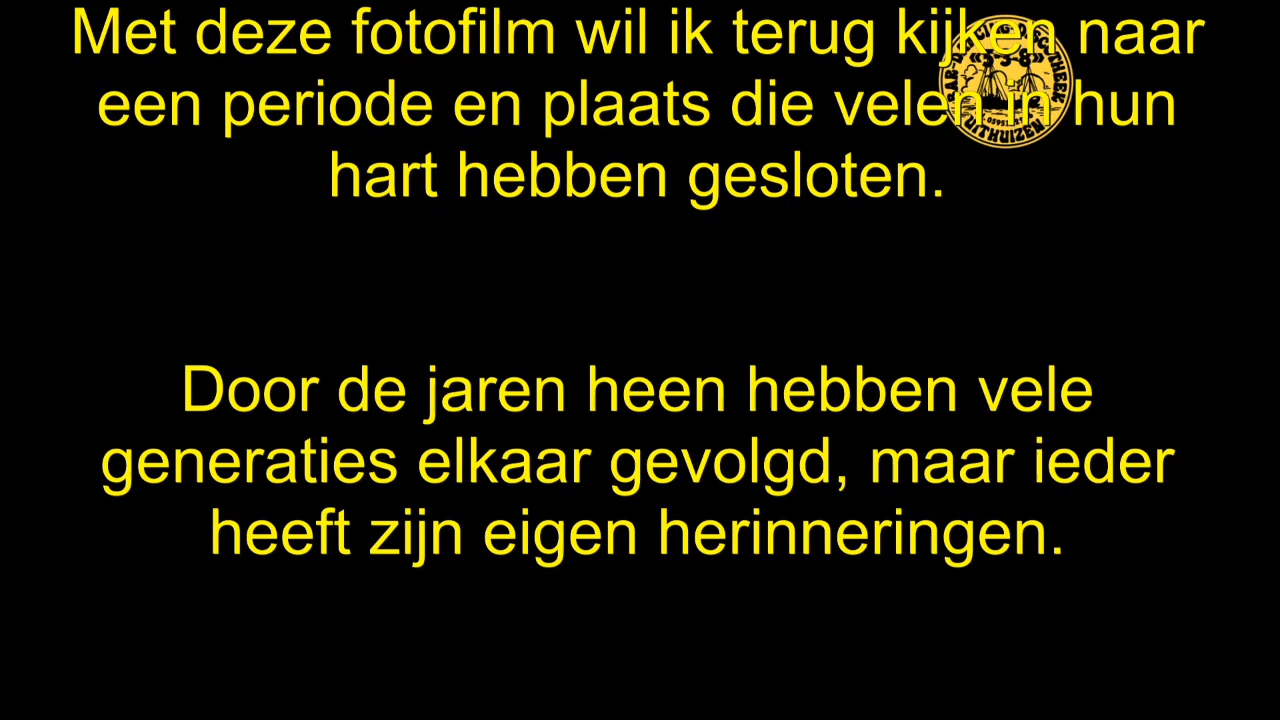 Met deze fotofilm wil ik terug kijken naar
een periode en plaats die velen in hun
hart hebben gesloten.
UITHUIZEN
Door de jaren heen hebben vele
generaties elkaar gevolgd, maar ieder
heeft zijn eigen herinneringen.